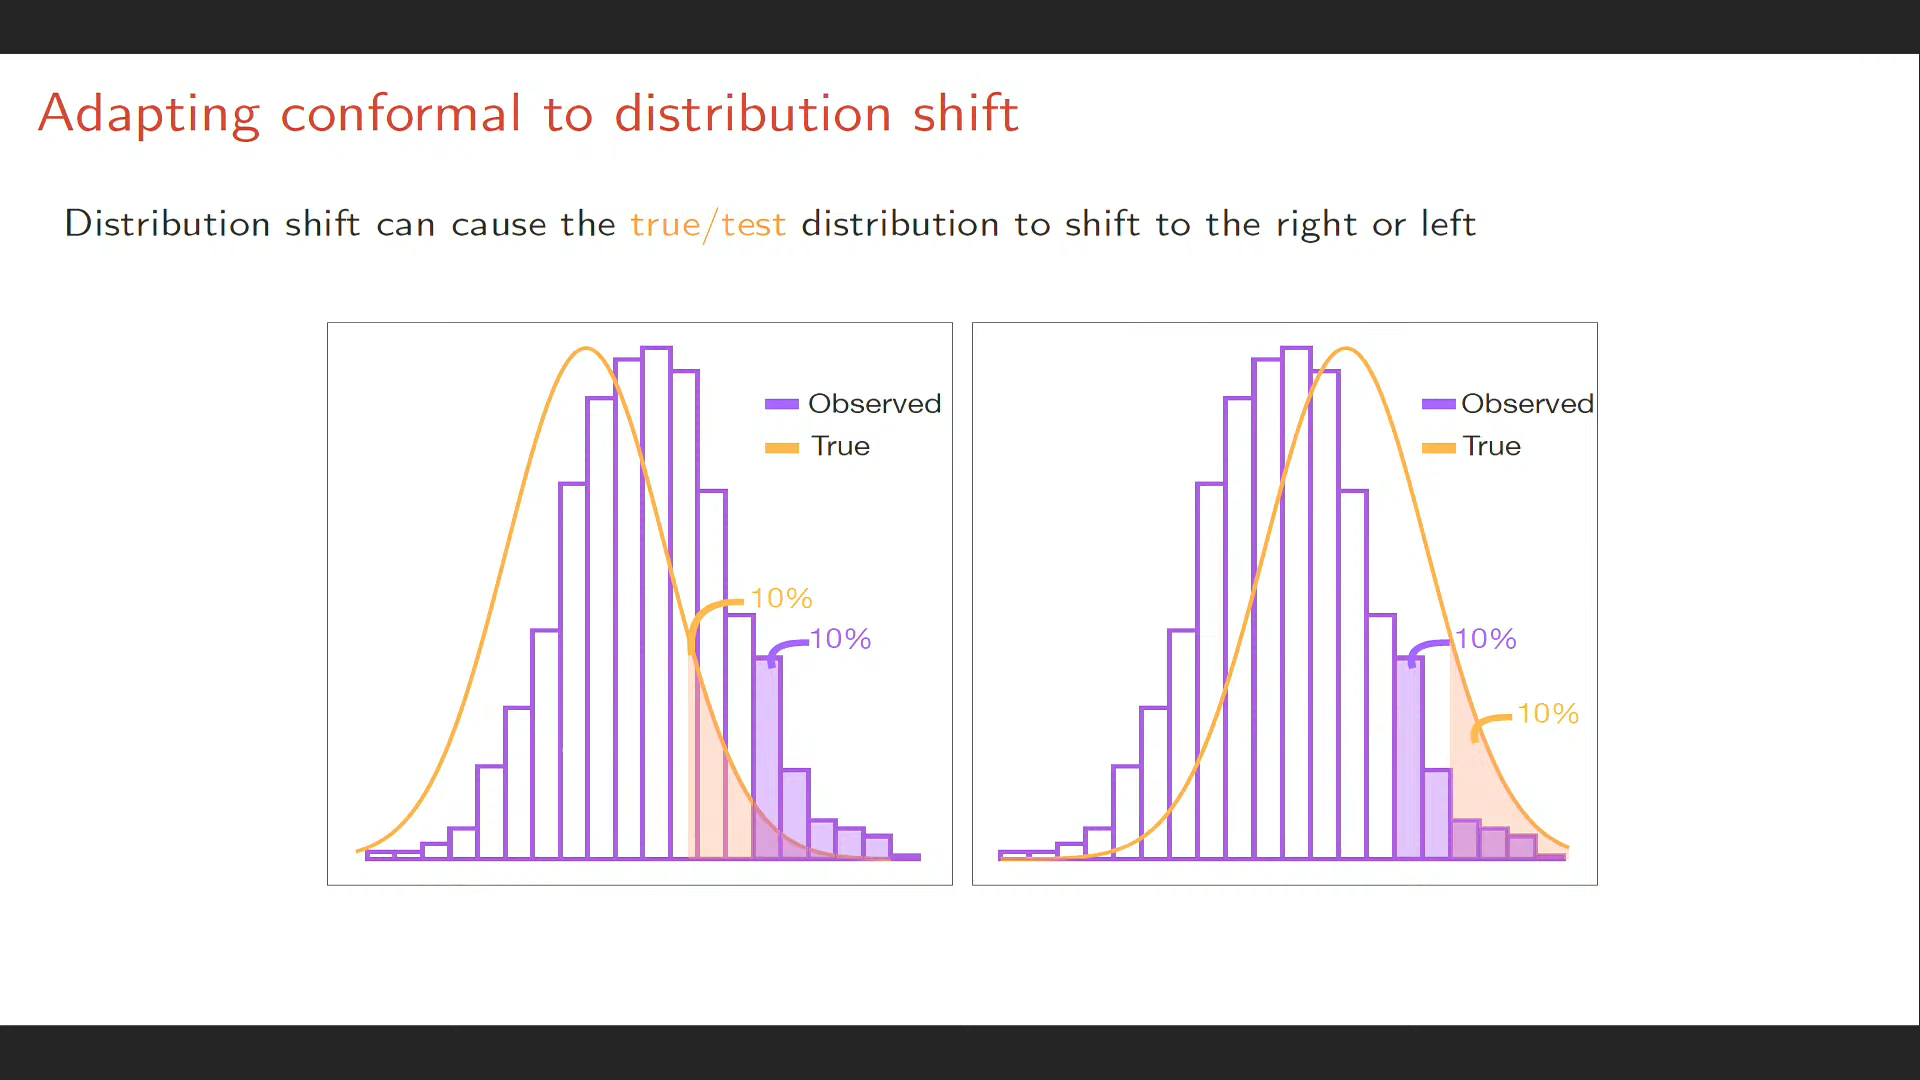 Adapting conformal to distribution shift
Distribution shift can cause the true/test distribution to shift to the right or left
Observed
True
10%
10%
Observed
True
10%
10%